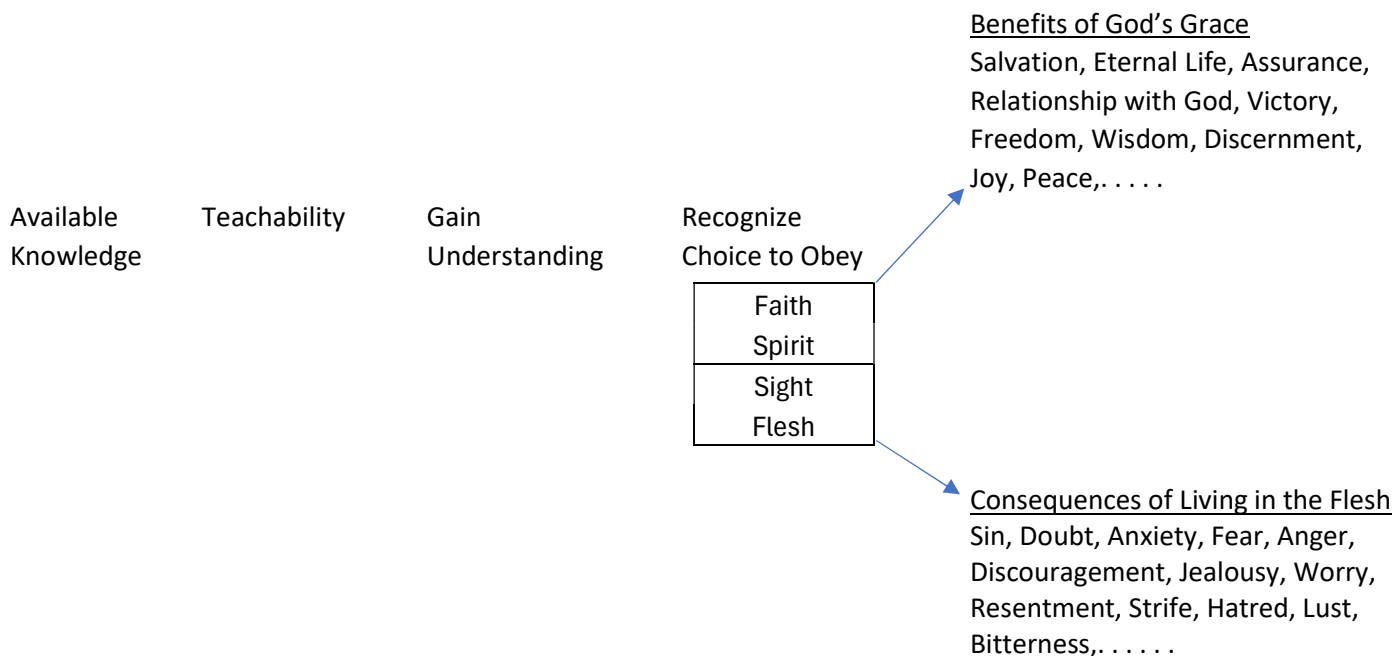 Benefits of God’s Grace
Salvation, Eternal Life, Assurance,
Relationship with God, Victory,
Freedom, Wisdom, Discernment,
Joy, Peace,. . . . .
Available Knowledge
Teachability
Gain Understanding
Recognize
Choice to Obey
Faith
Spirit
Sight
Flesh
Consequences of Living in the Flesh
Sin, Doubt, Anxiety, Fear, Anger,
Discouragement, Jealousy, Worry,
Resentment, Strife, Hatred, Lust,
Bitterness,. . . . . .